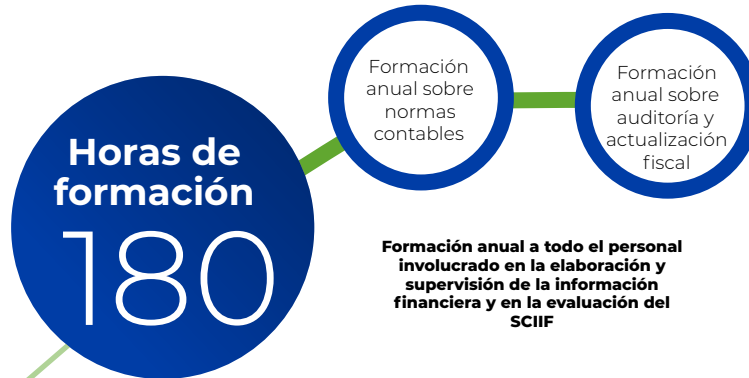 Horas de
formación
180
Formación
anual sobre
normas
contables
Formación
anual sobre
auditoría y
actualización
fiscal
Formación anual a todo el personal
involucrado en la elaboración y
supervisión de la información
financiera y en la evaluación del
SCIIF